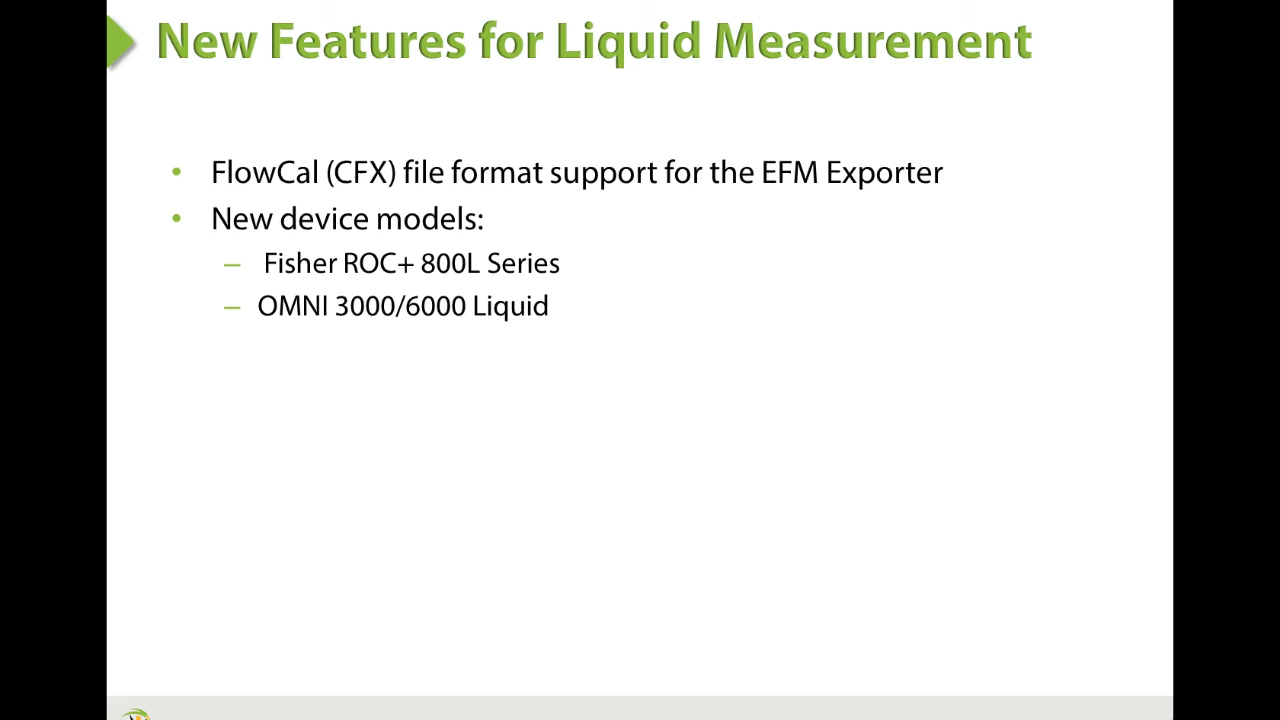 New Features for Liquid Measurement
• FlowCal (CFX) file format support for the EFM Exporter
• New device models:
– Fisher ROC+ 800L Series
– OMNI 3000/6000 Liquid